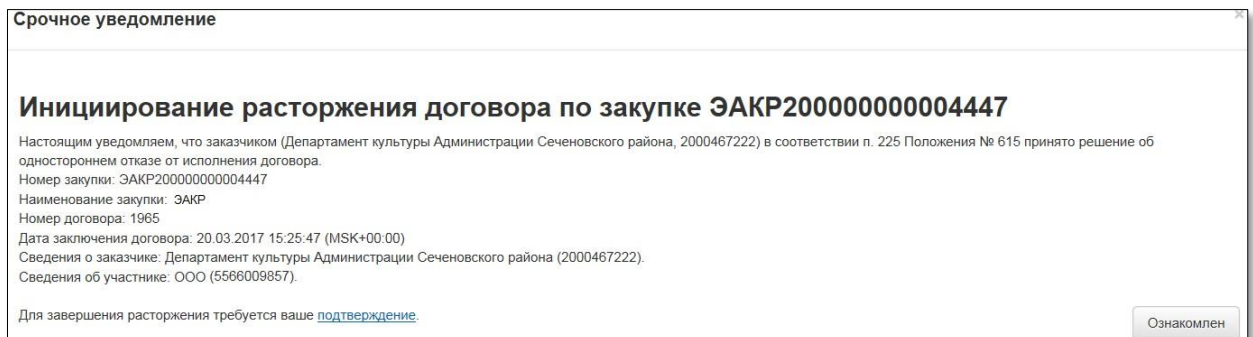 Срочное уведомление
×
Инициирование расторжения договора по закупке ЭАКР200000000004447
Настоящим уведомляем, что заказчиком (Департамент культуры Администрации Сеченовского района, 2000467222) в соответствии п. 225 Положения № 615 принято решение об
одностороннем отказе от исполнения договора.
Номер закупки: ЭАКР200000000004447
Наименование закупки: ЭАКР
Номер договора: 1965
Дата заключения договора: 20.03.2017 15:25:47 (MSK+00:00)
Сведения о заказчике: Департамент культуры Администрации Сеченовского района (2000467222).
Сведения об участнике: ООО (5566009857).
Для завершения расторжения требуется ваше подтверждение.
Ознакомлен